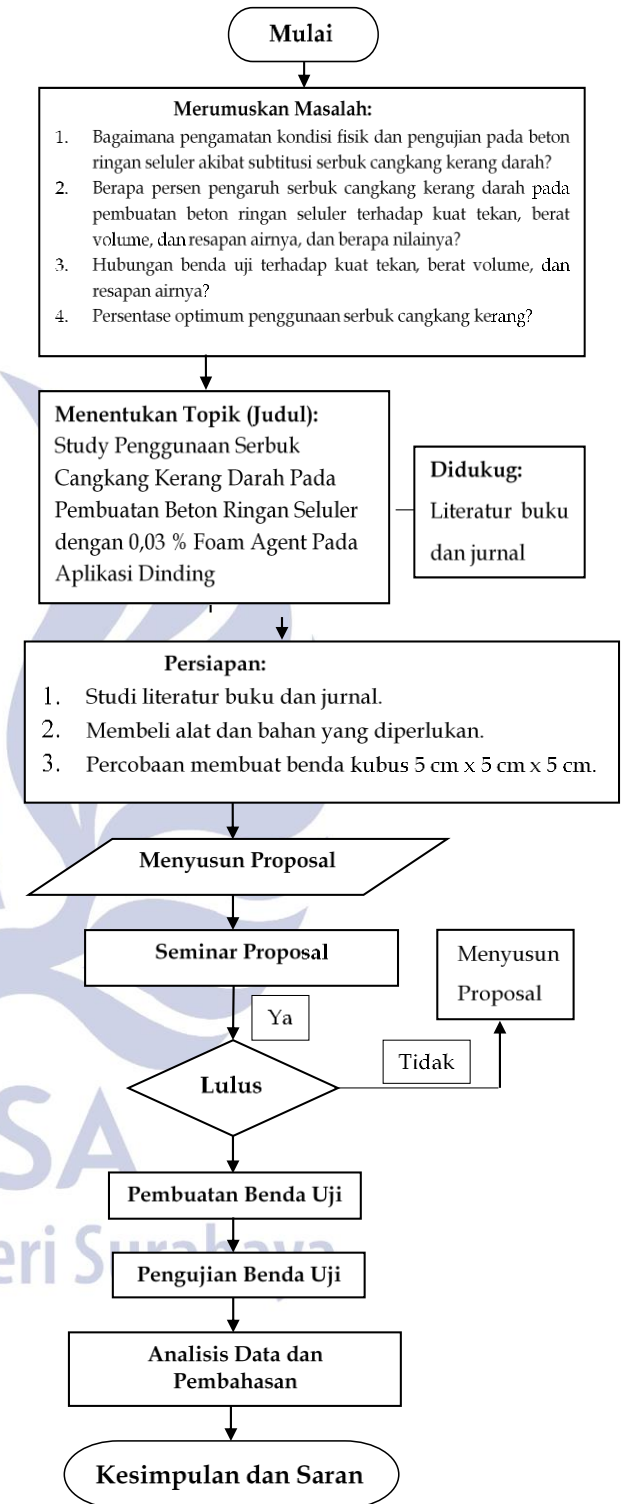 Mulai
Merumuskan Masalah:
1. Bagaimana pengamatan kondisi fisik dan pengujian pada beton
ringan seluler akibat subtitusi serbuk cangkang kerang darah?
2. Berapa persen pengaruh serbuk cangkang kerang darah pada
pembuatan beton ringan seluler terhadap kuat tekan, berat
volume, dan resapan airnya, dan berapa nilainya?
3. Hubungan benda uji terhadap kuat tekan, berat volume, dan
resapan airnya?
4. Persentase optimum penggunaan serbuk cangkang kerang?
Menentukan Topik (Judul):
Study Penggunaan Serbuk
Cangkang Kerang Darah Pada
Pembuatan Beton Ringan Seluler
dengan 0,03 % Foam Agent Pada
Aplikasi Dinding
Didukug:
Literatur buku
dan jurnal
Persiapan:
1. Studi literatur buku dan jurnal.
2. Membeli alat dan bahan yang diperlukan.
3. Percobaan membuat benda kubus 5 cm x 5 cm x 5 cm.
Menyusun Proposal
Seminar Proposal
Menyusun
Proposal
Ya
Tidak
Lulus
SA
Pembuatan Benda Uji
eri Surabaya
Pengujian Benda Uji
Analisis Data dan
Pembahasan
Kesimpulan dan Saran